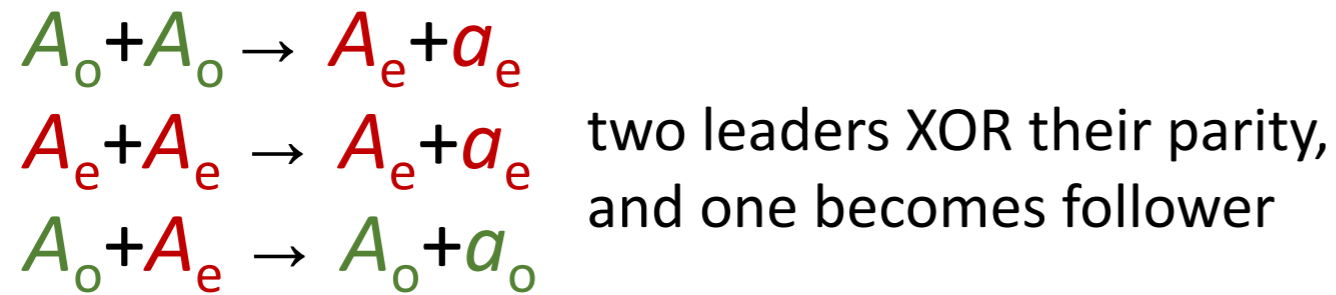 Aₒ+Aₒ → Aₑ+aₑ
Aₑ+Aₑ → Aₑ+aₑ
Aₒ+Aₑ → Aₒ+aₒ
two leaders XOR their parity,
and one becomes follower